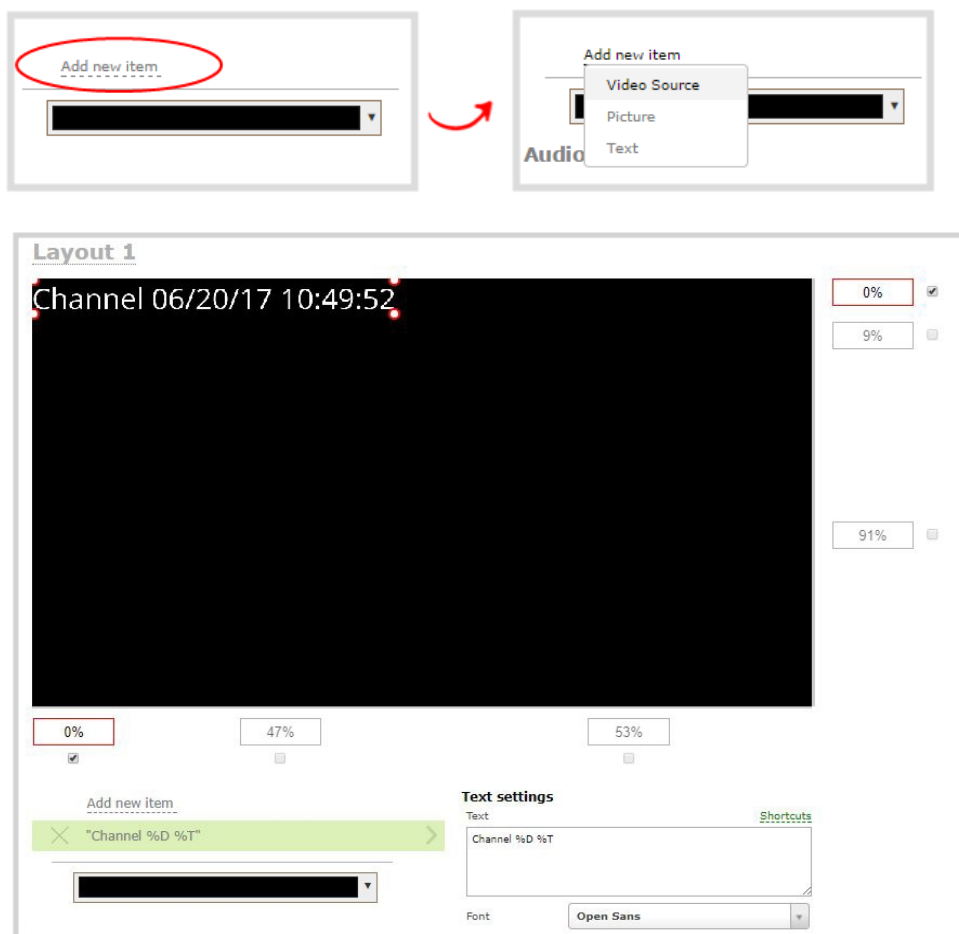 Add new item
Add new item
Video Source
Picture
Text
Audio
Layout 1
Channel 06/20/17 10:49:52
0%
9%
91%
0%
47%
53%
Add new item
"Channel %D %T"
Text settings
Text
Shortcuts
Channel %D %T
Font
Open Sans